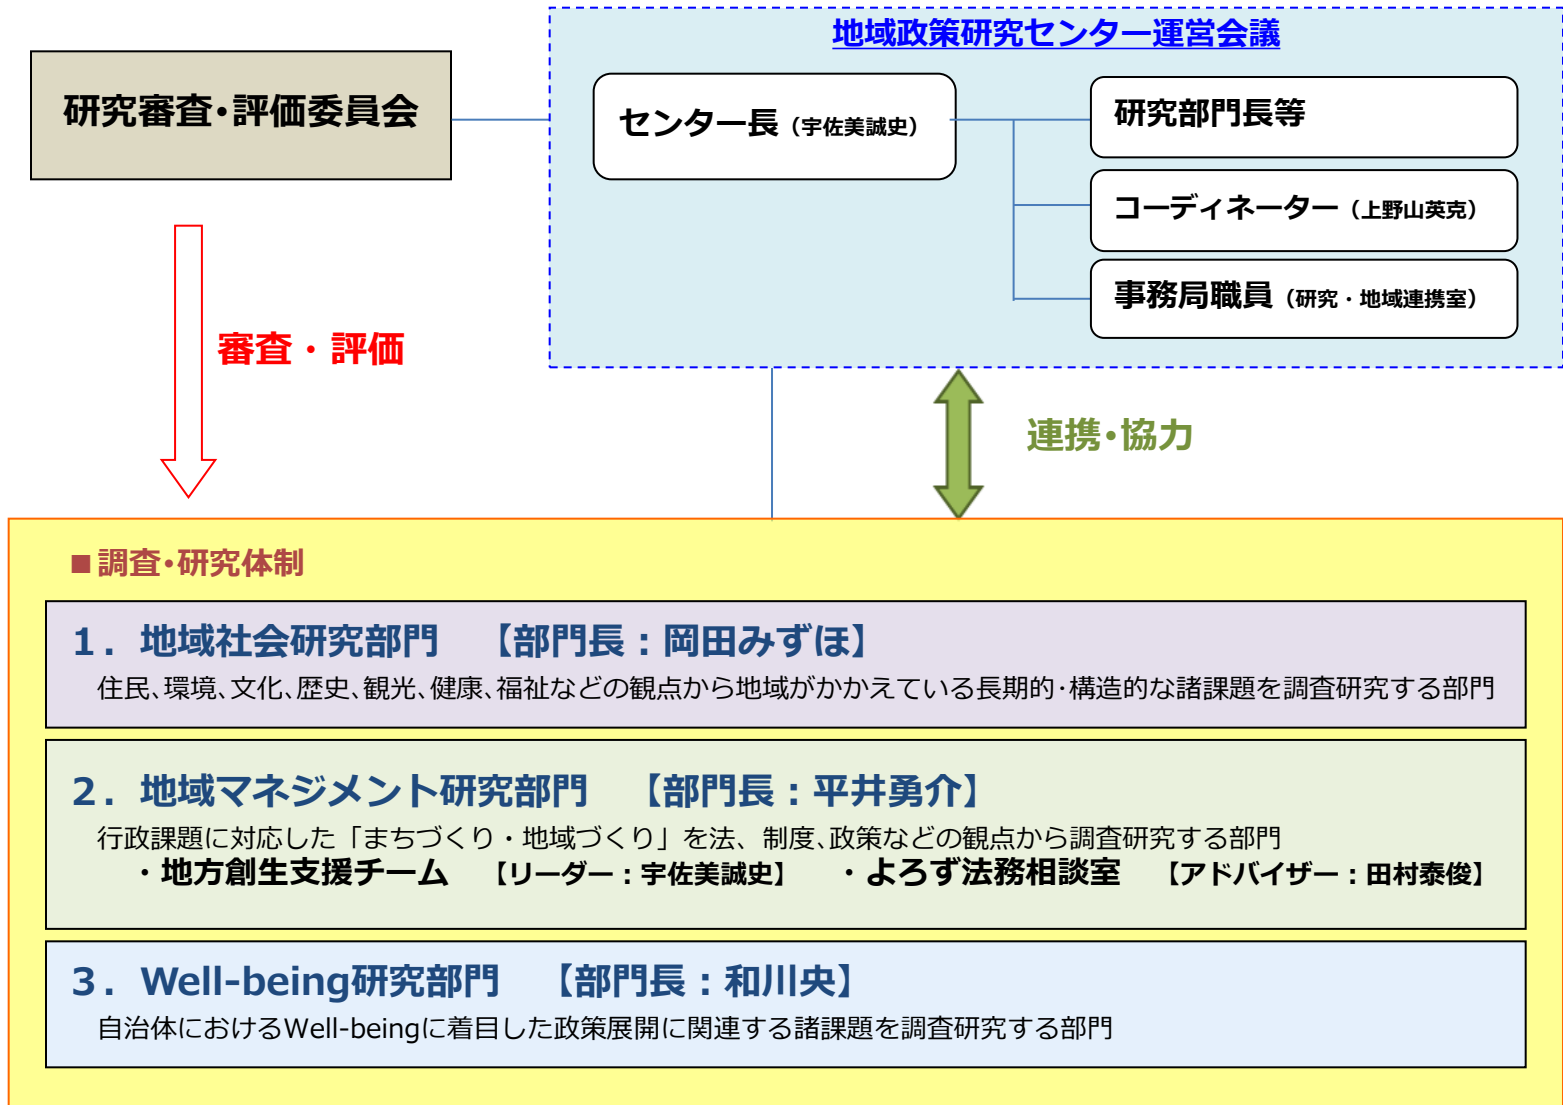 地域政策研究センター運営会議
研究審査・評価委員会
センター長（宇佐美誠史）
研究部門長等
コーディネーター（上野山英克）
事務局職員（研究・地域連携室）
審査・評価
連携・協力
■調査・研究体制
１．地域社会研究部門　【部門長：岡田みずほ】
住民、環境、文化、歴史、観光、健康、福祉などの観点から地域がかかえている長期的・構造的な諸課題を調査研究する部門
２．地域マネジメント研究部門　【部門長：平井勇介】
行政課題に対応した「まちづくり・地域づくり」を法、制度、政策などの観点から調査研究する部門
・地方創生支援チーム　【リーダー：宇佐美誠史】　・よろず法務相談室　【アドバイザー：田村泰俊】
３．Well-being研究部門　【部門長：和川央】
自治体におけるWell-beingに着目した政策展開に関連する諸課題を調査研究する部門